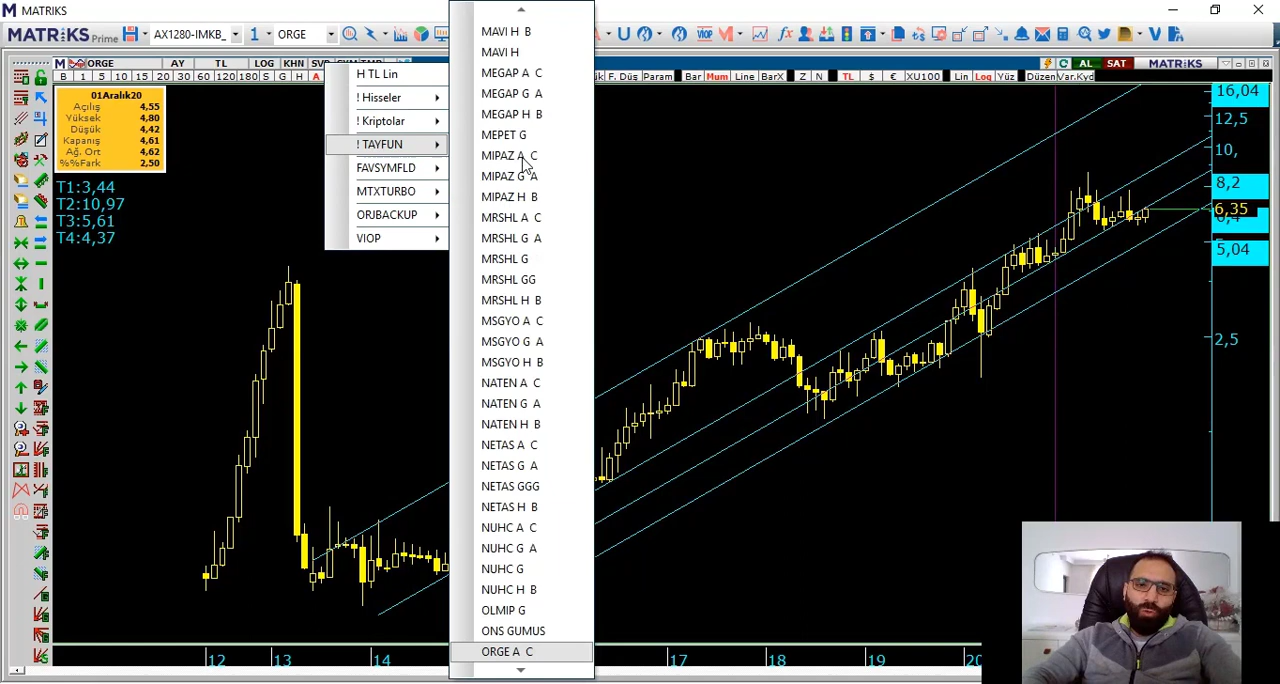 MATRIKS
MATRIKS Prime
AX1280-IMKB_
1
ORGE
fx
VIOP
ORGE
AY
TL
LOG
KHN
B 1 5 10 15 20 30 60 120 180 S G H A
F. Düş Param
Bar Mum Line BarX
Z N
TL $ € XU100
Lin Log Yüz
Düzen Var.Kyd
AL
SAT
MATRIKS
01Aralık20
Açılış 4,55
Yüksek 4,80
Düşük 4,42
Kapanış 4,61
Ağ. Ort 4,62
%%Fark 2,50
T1:3,44
T2:10,97
T3:5,61
T4:4,37
H TL Lin
! Hisseler
! Kriptolar
! TAYFUN
FAVSYMFLD
MTXTURBO
ORJBACKUP
VIOP
MAVI H B
MAVI H
MEGAP A C
MEGAP G A
MEGAP H B
MEPET G
MIPAZ A C
MIPAZ G A
MIPAZ H B
MRSHL A C
MRSHL G A
MRSHL G
MRSHL GG
MRSHL H B
MSGYO A C
MSGYO G A
MSGYO H B
NATEN A C
NATEN G A
NATEN H B
NETAS A C
NETAS G A
NETAS GGG
NETAS H B
NUHC A C
NUHC G A
NUHC G
NUHC H B
OLMIP G
ONS GUMUS
ORGE A C
16,04
12,5
10,
8,2
6,35
5,04
2,5
12 13 14 17 18 19